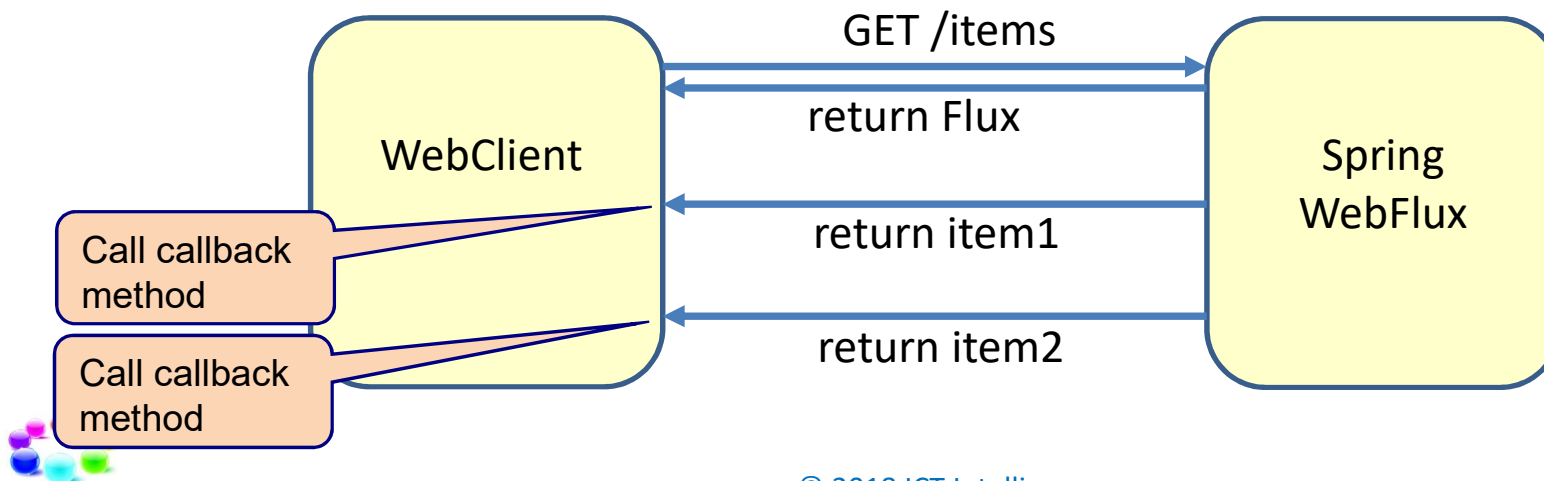 GET /items
return Flux
WebClient
Spring
WebFlux
return item1
Call callback
method
return item2
Call callback
method